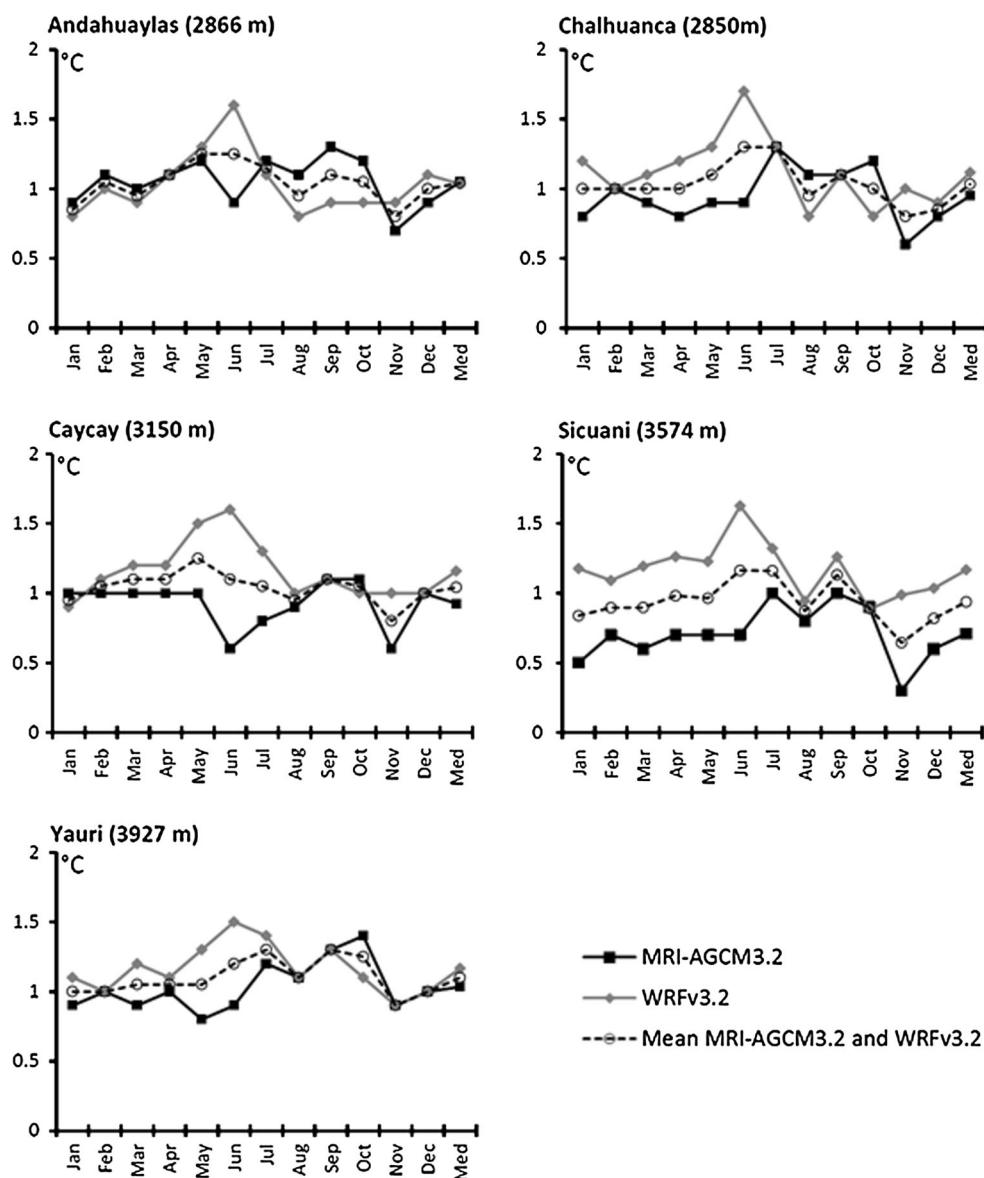 Andahuaylas (2866 m)
°C
2
1.5
1
0.5
0
Jan Feb Mar Apr May Jun Jul Aug Sep Oct Nov Dec Med
Chalhuanca (2850m)
°C
2
1.5
1
0.5
0
Jan Feb Mar Apr May Jun Jul Aug Sep Oct Nov Dec Med
Caycay (3150 m)
°C
2
1.5
1
0.5
0
Jan Feb Mar Apr May Jun Jul Aug Sep Oct Nov Dec Med
Sicuani (3574 m)
°C
2
1.5
1
0.5
0
Jan Feb Mar Apr May Jun Jul Aug Sep Oct Nov Dec Med
Yauri (3927 m)
°C
2
1.5
1
0.5
0
Jan Feb Mar Apr May Jun Jul Aug Sep Oct Nov Dec Med
MRI-AGCM3.2
WRFv3.2
Mean MRI-AGCM3.2 and WRFv3.2